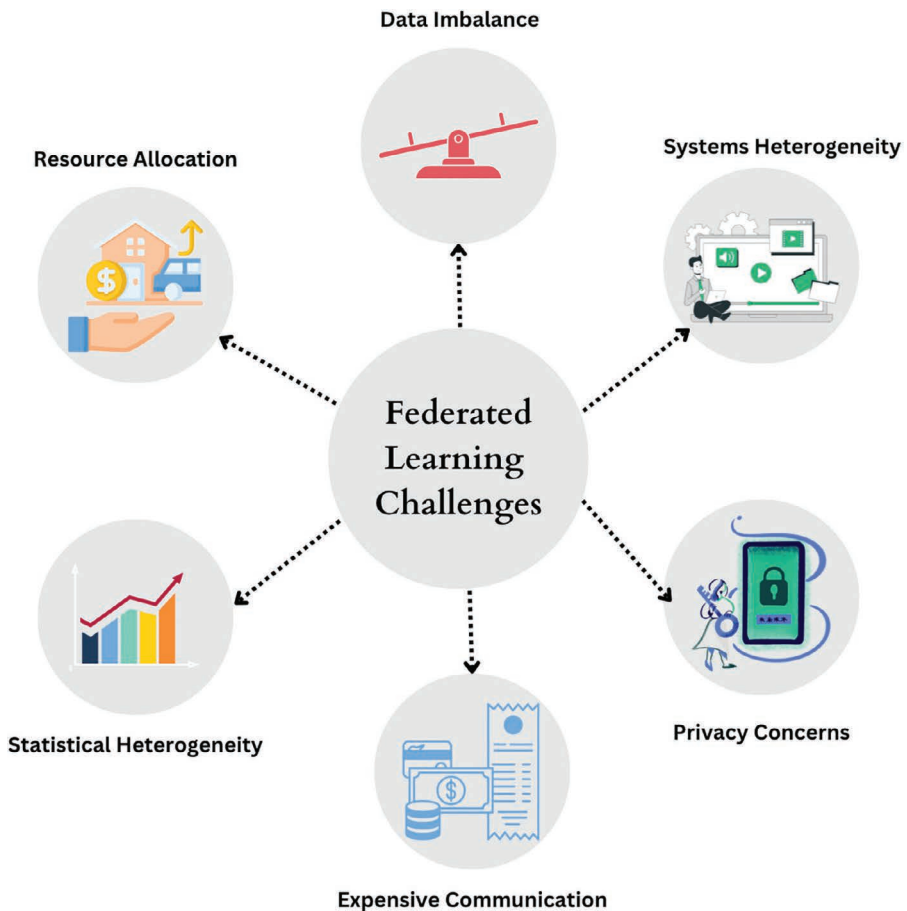 Data Imbalance
Resource Allocation
Systems Heterogeneity
Federated
Learning
Challenges
Statistical Heterogeneity
Privacy Concerns
Expensive Communication
$
$